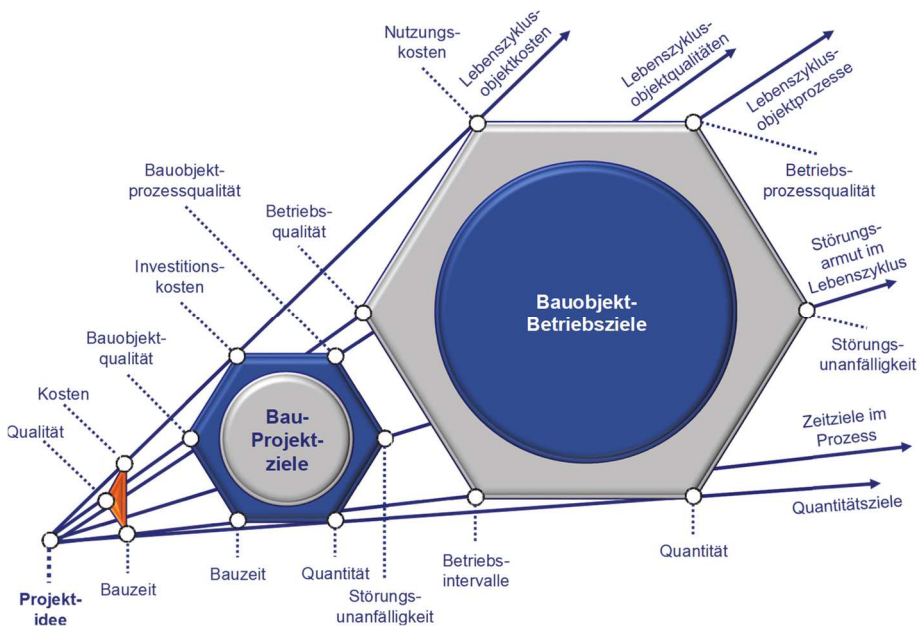 Nutzungs-
kosten
Lebenszyklus-
objektkosten
Lebenszyklus-
objektqualitäten
Lebenszyklus-
objektprozesse
Bauobjekt-
prozessqualität
Betriebs-
prozessqualität
Betriebs-
qualität
Störungs-
armut im
Lebenszyklus
Investitions-
kosten
Bauobjekt-
Betriebsziele
Bauobjekt-
qualität
Störungs-
unanfälligkeit
Kosten
Qualität
Bau-
Projekt-
ziele
Zeitziele im
Prozess
Quantitätsziele
Projekt-
idee
Bauzeit
Bauzeit
Quantität
Störungs-
unanfälligkeit
Betriebs-
intervalle
Quantität